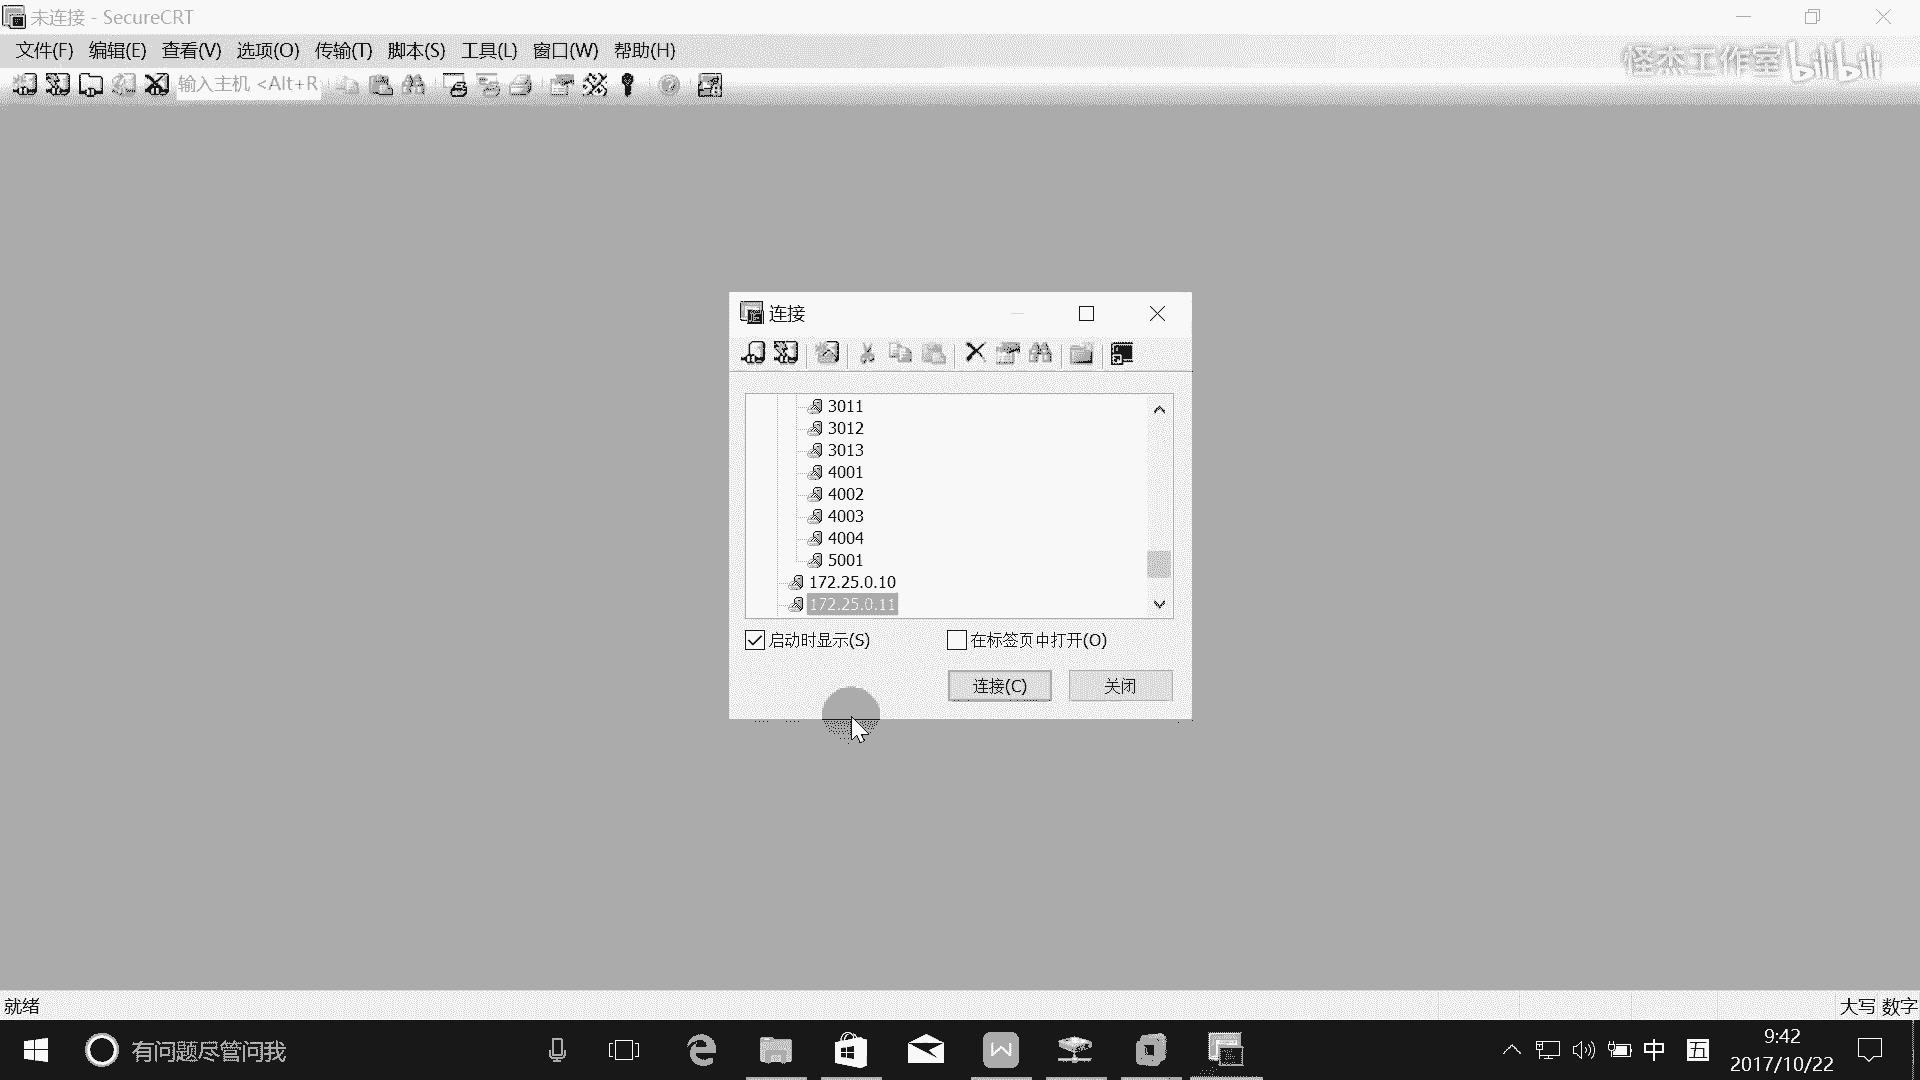 未连接 - SecureCRT
文件(F) 编辑(E) 查看(V) 选项(O) 传输(T) 脚本(S) 工具(L) 窗口(W) 帮助(H)
怪杰工作室 bilibili
输入主机 <Alt+R
连接
3011
3012
3013
4001
4002
4003
4004
5001
172.25.0.10
172.25.0.11
启动时显示(S) 在标签页中打开(O)
连接(C) 关闭
就绪
大写 数字
有问题尽管问我
中 五
9:42
2017/10/22